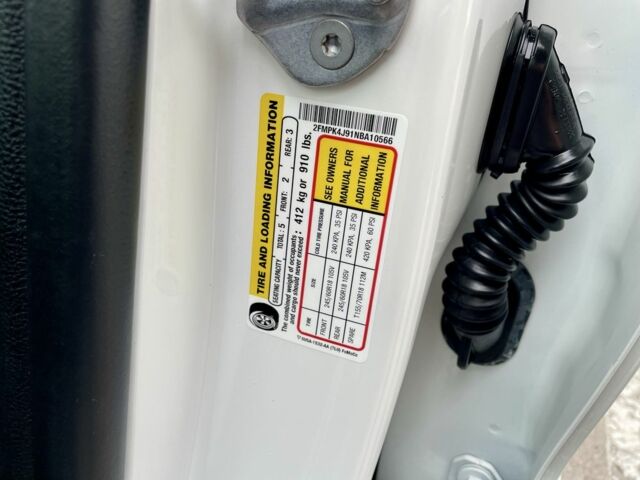 TIRE AND LOADING INFORMATION
SEATING CAPACITY TOTAL: 5 FRONT: 2 REAR: 3
The combined weight of occupants and cargo should never exceed: 412 kg or 910 lbs.
2FMPK4J91NBA10566
TIRE SIZE COLD TIRE PRESSURE
FRONT 245/60R18 105V 240 KPA, 35 PSI
REAR 245/60R18 105V 240 KPA, 35 PSI
SPARE T155/70R18 112M 420 KPA, 60 PSI
SEE OWNERS
MANUAL FOR
ADDITIONAL
INFORMATION